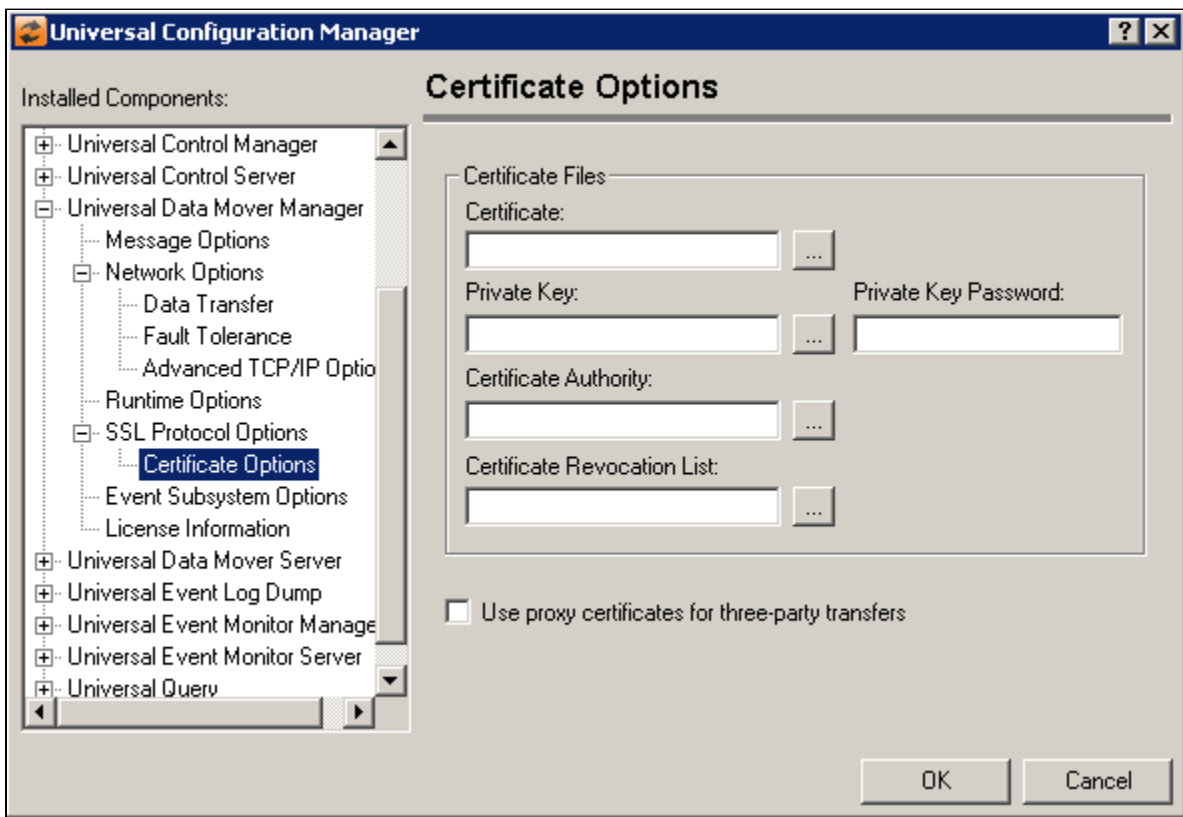 Universal Configuration Manager
Installed Components:
Universal Control Manager
Universal Control Server
Universal Data Mover Manager
Message Options
Network Options
Data Transfer
Fault Tolerance
Advanced TCP/IP Optio
Runtime Options
SSL Protocol Options
Certificate Options
Event Subsystem Options
License Information
Universal Data Mover Server
Universal Event Log Dump
Universal Event Monitor Manage
Universal Event Monitor Server
Universal Query
Certificate Options
Certificate Files
Certificate:
...
Private Key: Private Key Password:
...
Certificate Authority:
...
Certificate Revocation List:
...
Use proxy certificates for three-party transfers
OK Cancel